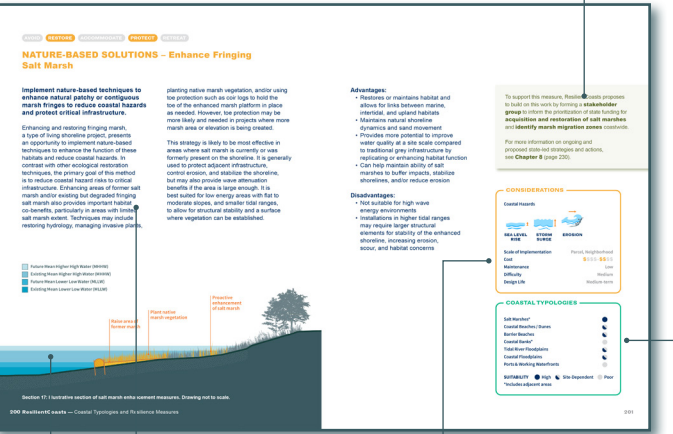 AVOID RESTORE ACCOMMODATE PROTECT RETREAT
NATURE-BASED SOLUTIONS – Enhance Fringing
Salt Marsh
Implement nature-based techniques to
enhance natural patchy or contiguous
marsh fringes to reduce coastal hazards
and protect critical infrastructure.
Enhancing and restoring fringing marsh,
a type of living shoreline project, presents
an opportunity to implement nature-based
techniques to enhance the function of these
habitats and reduce coastal hazards. In
contrast with other ecological restoration
techniques, the primary goal of this method
is to reduce coastal hazard risks to critical
infrastructure. Enhancing areas of former salt
marsh and/or existing but degraded fringing
salt marsh also provides important habitat
co-benefits, particularly in areas with limited
salt marsh extent. Techniques may include
restoring hydrology, managing invasive plants,
planting native marsh vegetation, and/or using
toe protection such as coir logs to hold the
toe of the enhanced marsh platform in place
as needed. However, toe protection may be
more likely and needed in projects where more
marsh area or elevation is being created.
This strategy is likely to be most effective in
areas where salt marsh is currently or was
formerly present on the shoreline. It is generally
used to protect adjacent infrastructure,
control erosion, and stabilize the shoreline,
but may also provide wave attenuation
benefits if the area is large enough. It is
best suited for low energy areas with flat to
moderate slopes, and smaller tidal ranges,
to allow for structural stability and a surface
where vegetation can be established.
Advantages:
• Restores or maintains habitat and
allows for links between marine,
intertidal, and upland habitats
• Maintains natural shoreline
dynamics and sand movement
• Provides more potential to improve
water quality at a site scale compared
to traditional grey infrastructure by
replicating or enhancing habitat function
• Can help maintain ability of salt
marshes to buffer impacts, stabilize
shorelines, and/or reduce erosion
Disadvantages:
• Not suitable for high wave
energy environments
• Installations in higher tidal ranges
may require larger structural
elements for stability of the enhanced
shoreline, increasing erosion,
scour, and habitat concerns
To support this measure, ResilientCoasts proposes
to build on this work by forming a stakeholder
group to inform the prioritization of state funding for
acquisition and restoration of salt marshes
and identify marsh migration zones coastwide.
For more information on ongoing and
proposed state-led strategies and actions,
see Chapter 8 (page 230).
CONSIDERATIONS
Coastal Hazards
SEA LEVEL RISE
STORM SURGE
EROSION
Scale of Implementation Parcel, Neighborhood
Cost
Maintenance Low
Difficulty Medium
Design Life Medium-term
COASTAL TYPOLOGIES
Salt Marshes*
Coastal Beaches / Dunes
Barrier Beaches
Coastal Banks*
Tidal River Floodplains
Coastal Floodplains
Ports & Working Waterfronts
SUITABILITY High Site-Dependent Poor
*Includes adjacent areas
Future Mean Higher High Water (MHHW)
Existing Mean Higher High Water (MHHW)
Future Mean Lower Low Water (MLLW)
Existing Mean Lower Low Water (MLLW)
Raise area of
former marsh
Plant native
marsh vegetation
Proactive
enhancement
of salt marsh
Section 17: Illustrative section of salt marsh enhancement measures. Drawing not to scale.
200 ResilientCoasts — Coastal Typologies and Resilience Measures
201